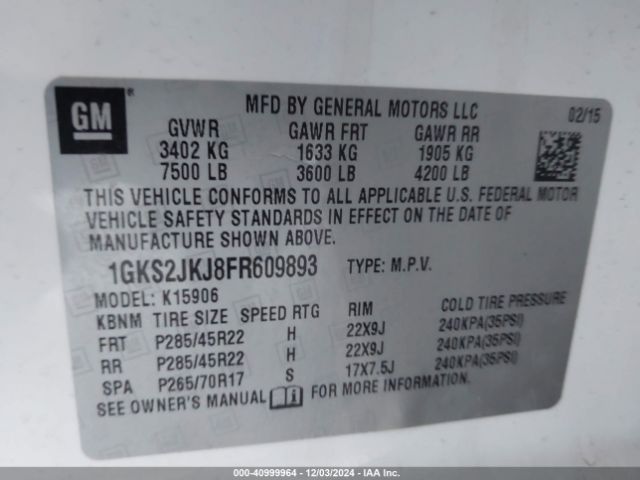 GM ®
MFD BY GENERAL MOTORS LLC 02/15
GVWR GAWR FRT GAWR RR
3402 KG 1633 KG 1905 KG
7500 LB 3600 LB 4200 LB
THIS VEHICLE CONFORMS TO ALL APPLICABLE U.S. FEDERAL MOTOR
VEHICLE SAFETY STANDARDS IN EFFECT ON THE DATE OF
MANUFACTURE SHOWN ABOVE.
1GKS2JKJ8FR609893 TYPE: M.P.V.
MODEL: K15906
KBNM TIRE SIZE SPEED RTG RIM COLD TIRE PRESSURE
FRT P285/45R22 H 22X9J 240KPA(35PSI)
RR P285/45R22 H 22X9J 240KPA(35PSI)
SPA P265/70R17 S 17X7.5J 240KPA(35PSI)
SEE OWNER'S MANUAL FOR MORE INFORMATION.
000-40999964 - 12/03/2024 - IAA Inc.